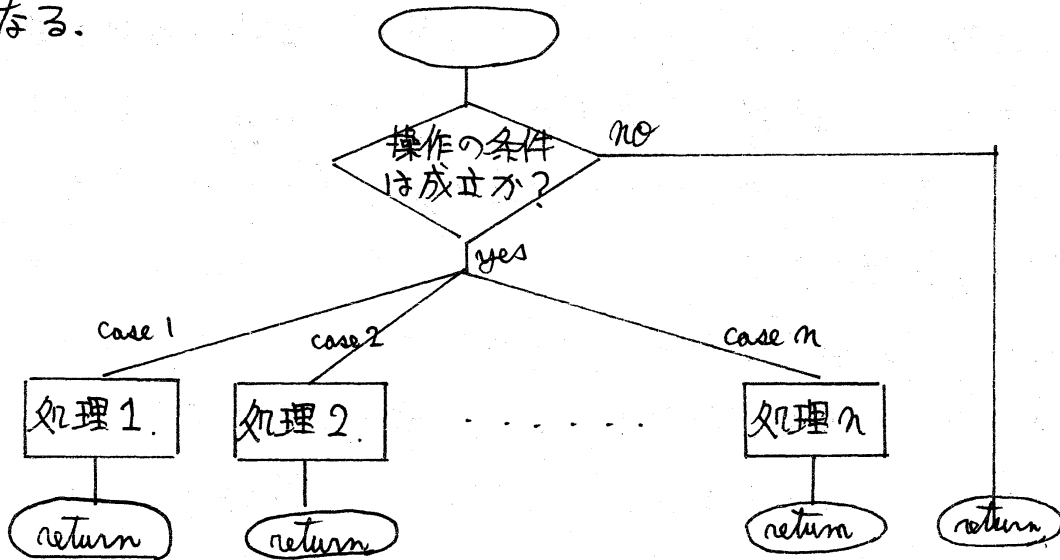 なる.
操作の条件
は成立か?
no
yes
case 1
case 2
case n
処理 1.
処理 2.
......
処理 n
return
return
return
return